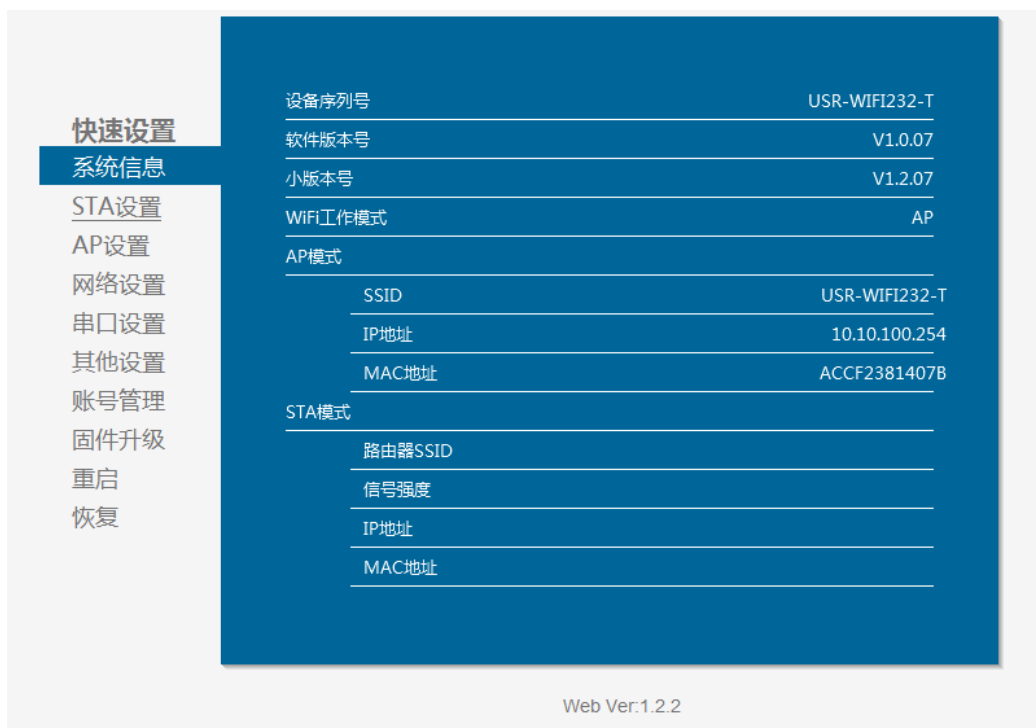 快速设置
系统信息
STA设置
AP设置
网络设置
串口设置
其他设置
账号管理
固件升级
重启
恢复
设备序列号 USR-WIFI232-T
软件版本号 V1.0.07
小版本号 V1.2.07
WiFi工作模式 AP
AP模式
SSID USR-WIFI232-T
IP地址 10.10.100.254
MAC地址 ACCF2381407B
STA模式
路由器SSID
信号强度
IP地址
MAC地址
Web Ver:1.2.2